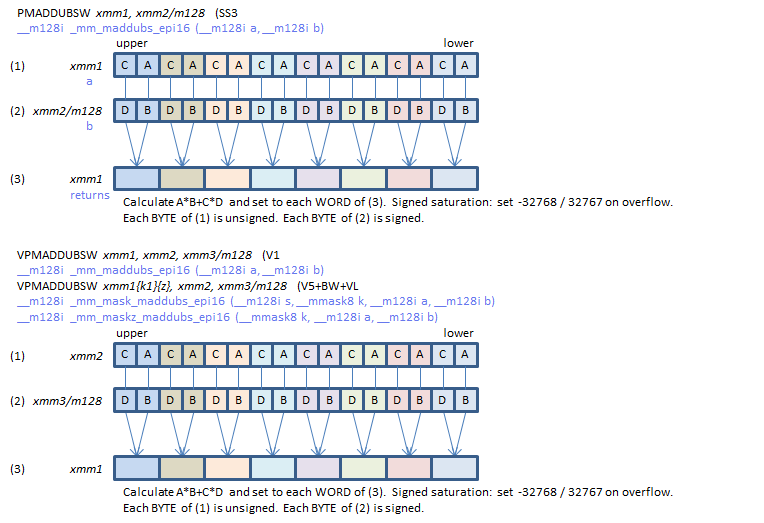 PMADDUBSW xmm1, xmm2/m128 (SS3
__m128i _mm_maddubs_epi16 (__m128i a, __m128i b)
upper lower
(1) xmm1 C A C A C A C A C A C A C A C A
a
(2) xmm2/m128 D B D B D B D B D B D B D B D B
b
(3) xmm1
returns
Calculate A*B+C*D and set to each WORD of (3). Signed saturation: set -32768 / 32767 on overflow.
Each BYTE of (1) is unsigned. Each BYTE of (2) is signed.
VPMADDUBSW xmm1, xmm2, xmm3/m128 (V1
__m128i _mm_maddubs_epi16 (__m128i a, __m128i b)
VPMADDUBSW xmm1{k1}{z}, xmm2, xmm3/m128 (V5+BW+VL
__m128i _mm_mask_maddubs_epi16 (__m128i s, __mmask8 k, __m128i a, __m128i b)
__m128i _mm_maskz_maddubs_epi16 (__mmask8 k, __m128i a, __m128i b)
upper lower
(1) xmm2 C A C A C A C A C A C A C A C A
(2) xmm3/m128 D B D B D B D B D B D B D B D B
(3) xmm1
Calculate A*B+C*D and set to each WORD of (3). Signed saturation: set -32768 / 32767 on overflow.
Each BYTE of (1) is unsigned. Each BYTE of (2) is signed.